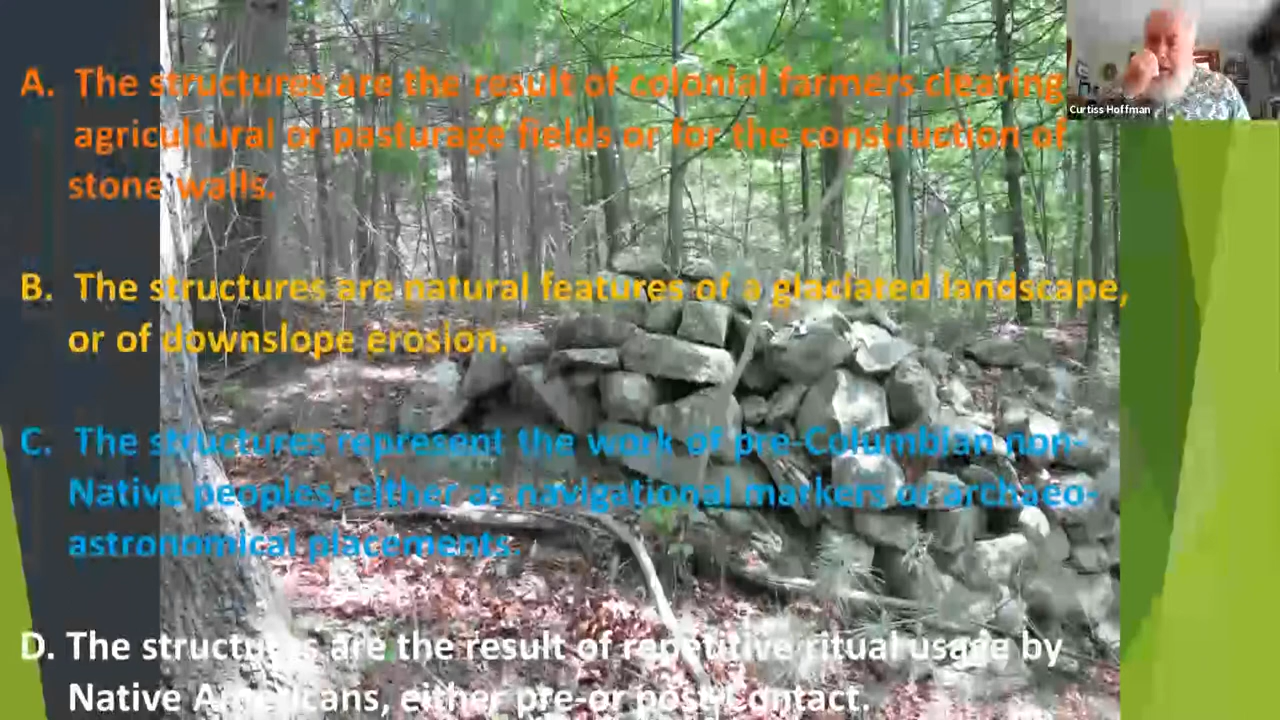 Curtiss Hoffman
A. The structures are the result of colonial farmers clearing
agricultural or pasturage fields or for the construction of
stone walls.
B. The structures are natural features of a glaciated landscape,
or of downslope erosion.
C. The structures represent the work of pre-Columbian non-
Native peoples, either as navigational markers or archaeo-
astronomical placements.
D. The structures are the result of repetitive ritual usage by
Native Americans, either pre-or post-Contact.